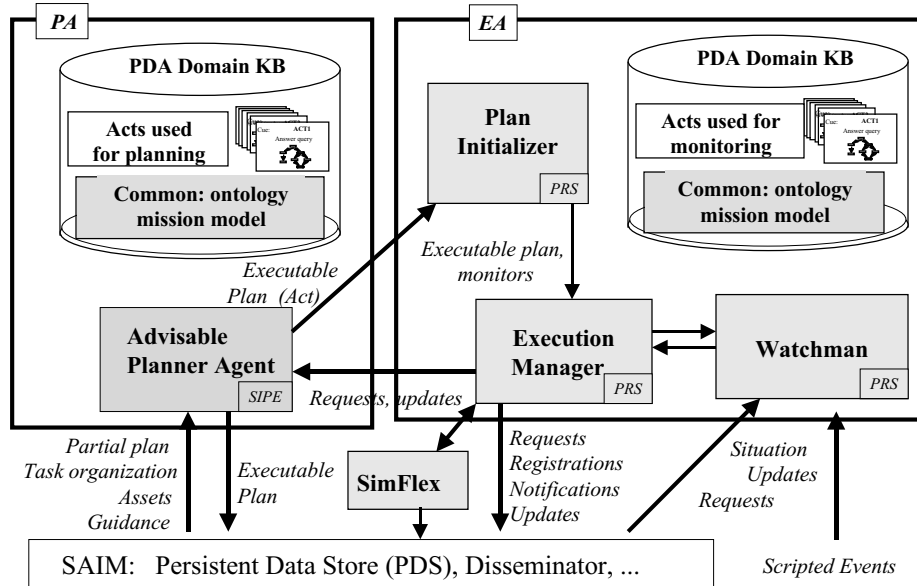 PA
EA
PDA Domain KB
Acts used
for planning
Cue:
ACT1
Answer query
Common: ontology
mission model
Plan
Initializer
PRS
PDA Domain KB
Acts used for
monitoring
Cue:
ACT1
Answer query
Common: ontology
mission model
Executable
Plan (Act)
Executable plan,
monitors
Advisable
Planner Agent
SIPE
Execution
Manager
PRS
Watchman
PRS
Requests, updates
Partial plan
Task organization
Assets
Guidance
Executable
Plan
SimFlex
Requests
Registrations
Notifications
Updates
Situation
Updates
Requests
Scripted Events
SAIM: Persistent Data Store (PDS), Disseminator, ...